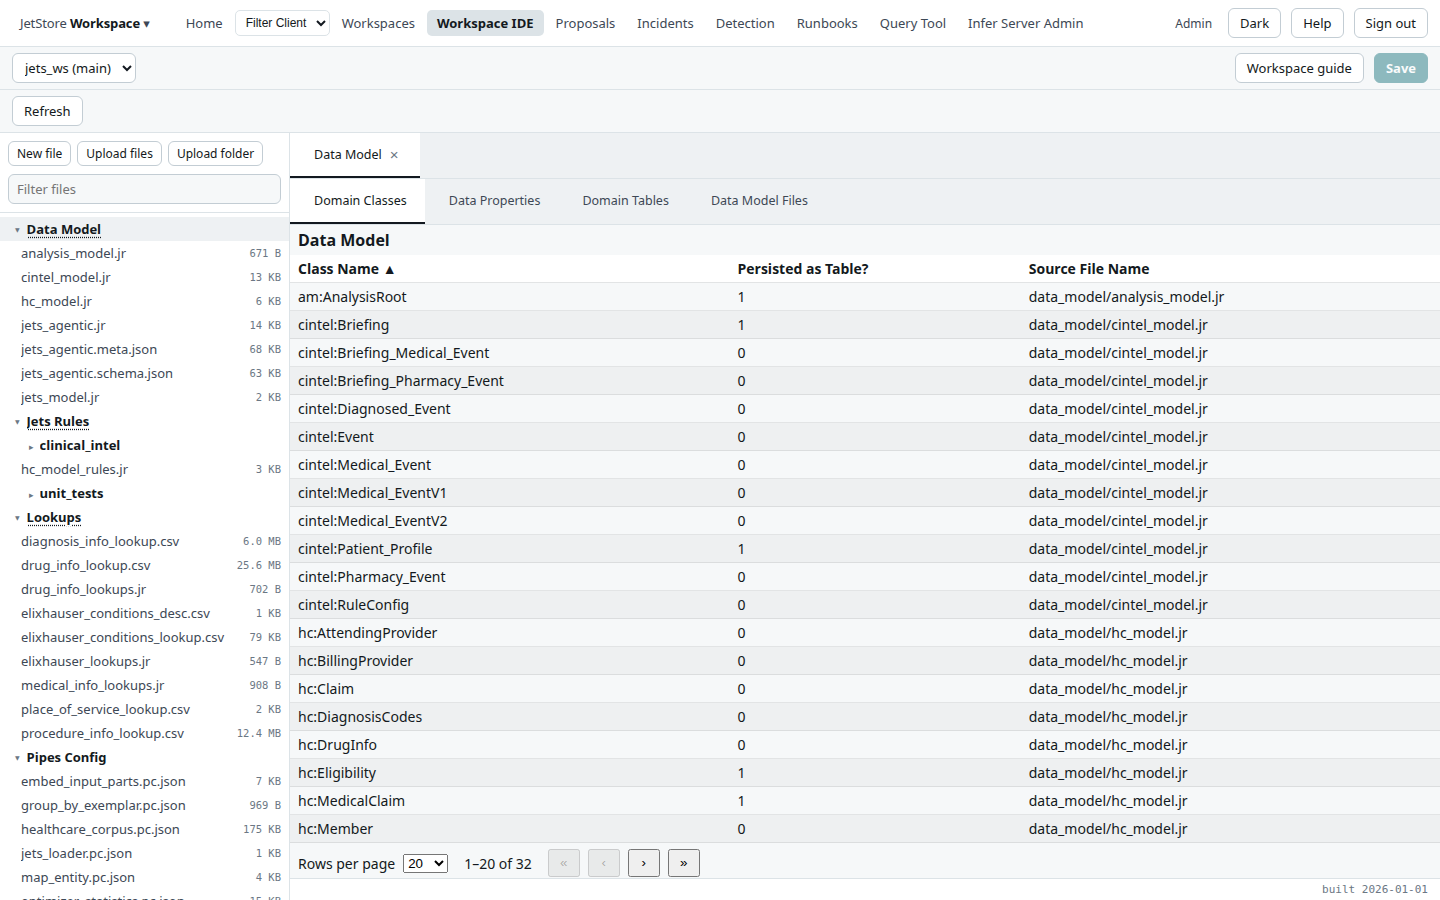 JetStore Workspace ▾ Home Filter Client Workspaces Workspace IDE Proposals Incidents Detection Runbooks Query Tool Infer Server Admin Admin Dark Help Sign out
jets_ws (main) Workspace guide Save
Refresh
New file Upload files Upload folder
Filter files
▾ Data Model
analysis_model.jr 671 B
cintel_model.jr 13 KB
hc_model.jr 6 KB
jets_agentic.jr 14 KB
jets_agentic.meta.json 68 KB
jets_agentic.schema.json 63 KB
jets_model.jr 2 KB
▾ Jets Rules
▸ clinical_intel
hc_model_rules.jr 3 KB
▸ unit_tests
▾ Lookups
diagnosis_info_lookup.csv 6.0 MB
drug_info_lookup.csv 25.6 MB
drug_info_lookups.jr 702 B
elixhauser_conditions_desc.csv 1 KB
elixhauser_conditions_lookup.csv 79 KB
elixhauser_lookups.jr 547 B
medical_info_lookups.jr 908 B
place_of_service_lookup.csv 2 KB
procedure_info_lookup.csv 12.4 MB
▾ Pipes Config
embed_input_parts.pc.json 7 KB
group_by_exemplar.pc.json 969 B
healthcare_corpus.pc.json 175 KB
jets_loader.pc.json 1 KB
map_entity.pc.json 4 KB
Data Model ×
Domain Classes Data Properties Domain Tables Data Model Files
Data Model
Class Name ▲ Persisted as Table? Source File Name
am:AnalysisRoot 1 data_model/analysis_model.jr
cintel:Briefing 1 data_model/cintel_model.jr
cintel:Briefing_Medical_Event 0 data_model/cintel_model.jr
cintel:Briefing_Pharmacy_Event 0 data_model/cintel_model.jr
cintel:Diagnosed_Event 0 data_model/cintel_model.jr
cintel:Event 0 data_model/cintel_model.jr
cintel:Medical_Event 0 data_model/cintel_model.jr
cintel:Medical_EventV1 0 data_model/cintel_model.jr
cintel:Medical_EventV2 0 data_model/cintel_model.jr
cintel:Patient_Profile 1 data_model/cintel_model.jr
cintel:Pharmacy_Event 0 data_model/cintel_model.jr
cintel:RuleConfig 0 data_model/cintel_model.jr
hc:AttendingProvider 0 data_model/hc_model.jr
hc:BillingProvider 0 data_model/hc_model.jr
hc:Claim 0 data_model/hc_model.jr
hc:DiagnosisCodes 0 data_model/hc_model.jr
hc:DrugInfo 0 data_model/hc_model.jr
hc:Eligibility 1 data_model/hc_model.jr
hc:MedicalClaim 1 data_model/hc_model.jr
hc:Member 0 data_model/hc_model.jr
Rows per page 20 1–20 of 32 « ‹ › »
built 2026-01-01